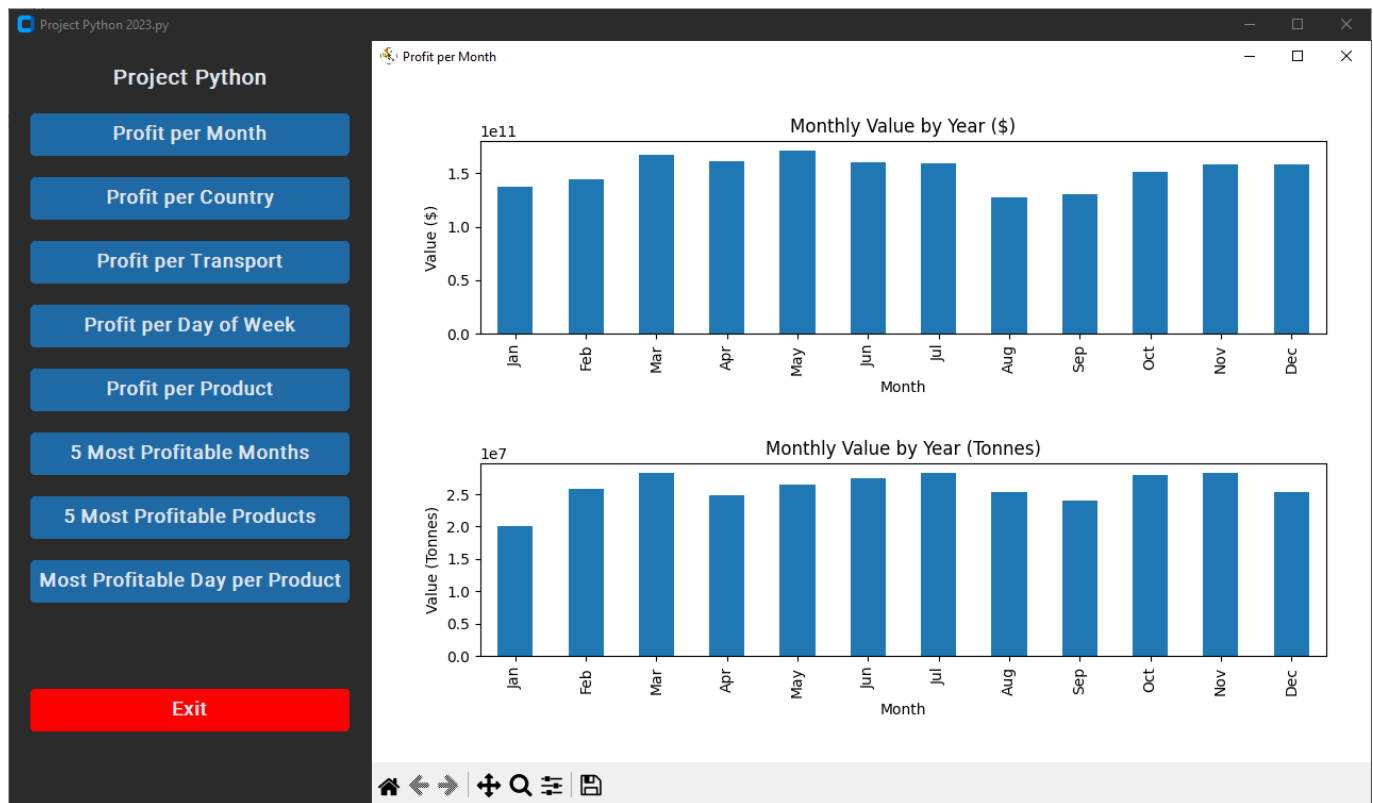 Project Python 2023.py
Project Python
Profit per Month
Profit per Country
Profit per Transport
Profit per Day of Week
Profit per Product
5 Most Profitable Months
5 Most Profitable Products
Most Profitable Day per Product
Exit
Profit per Month
Monthly Value by Year ($)
1e11
Value ($)
1.5
1.0
0.5
0.0
Jan Feb Mar Apr May Jun Jul Aug Sep Oct Nov Dec
Month
Monthly Value by Year (Tonnes)
1e7
Value (Tonnes)
2.5
2.0
1.5
1.0
0.5
0.0
Jan Feb Mar Apr May Jun Jul Aug Sep Oct Nov Dec
Month